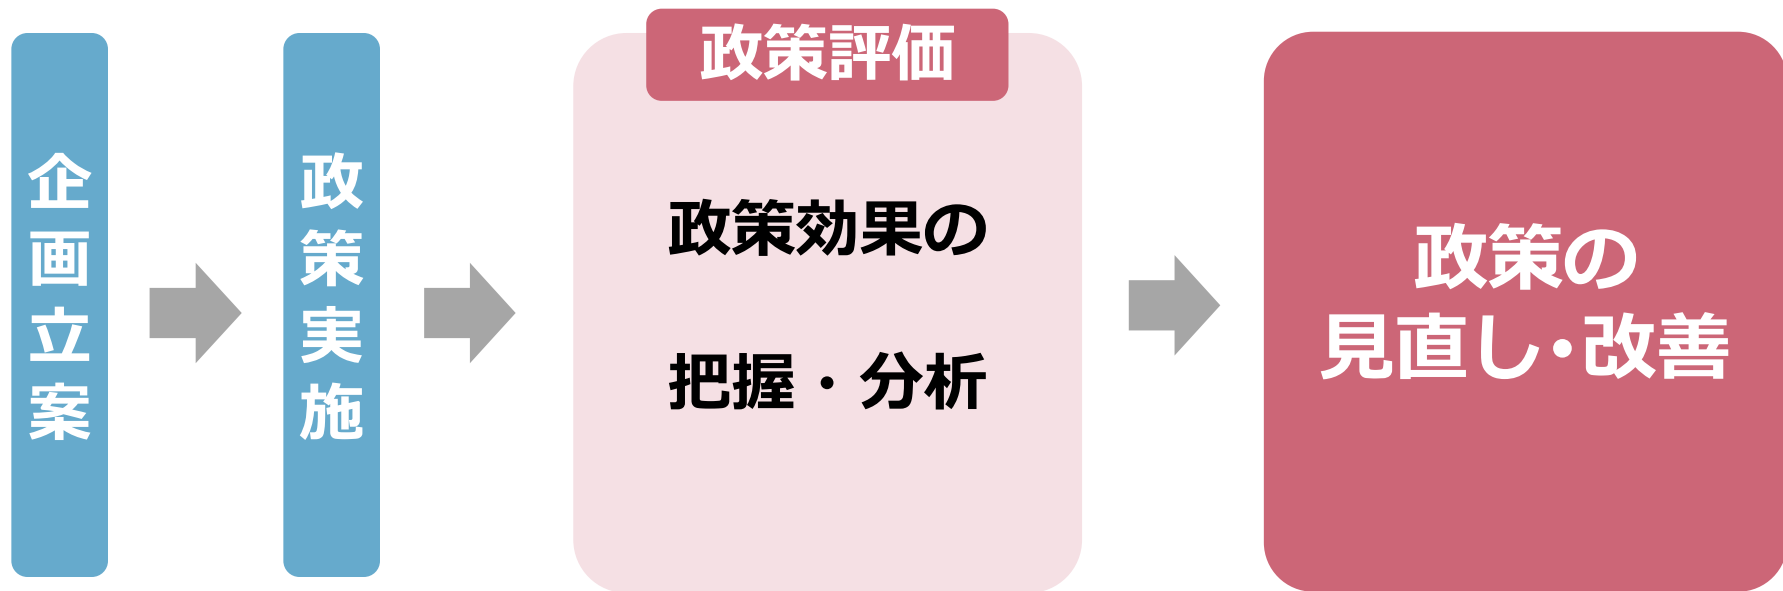 企画立案
政策実施
政策評価
政策効果の
把握・分析
政策の
見直し・改善